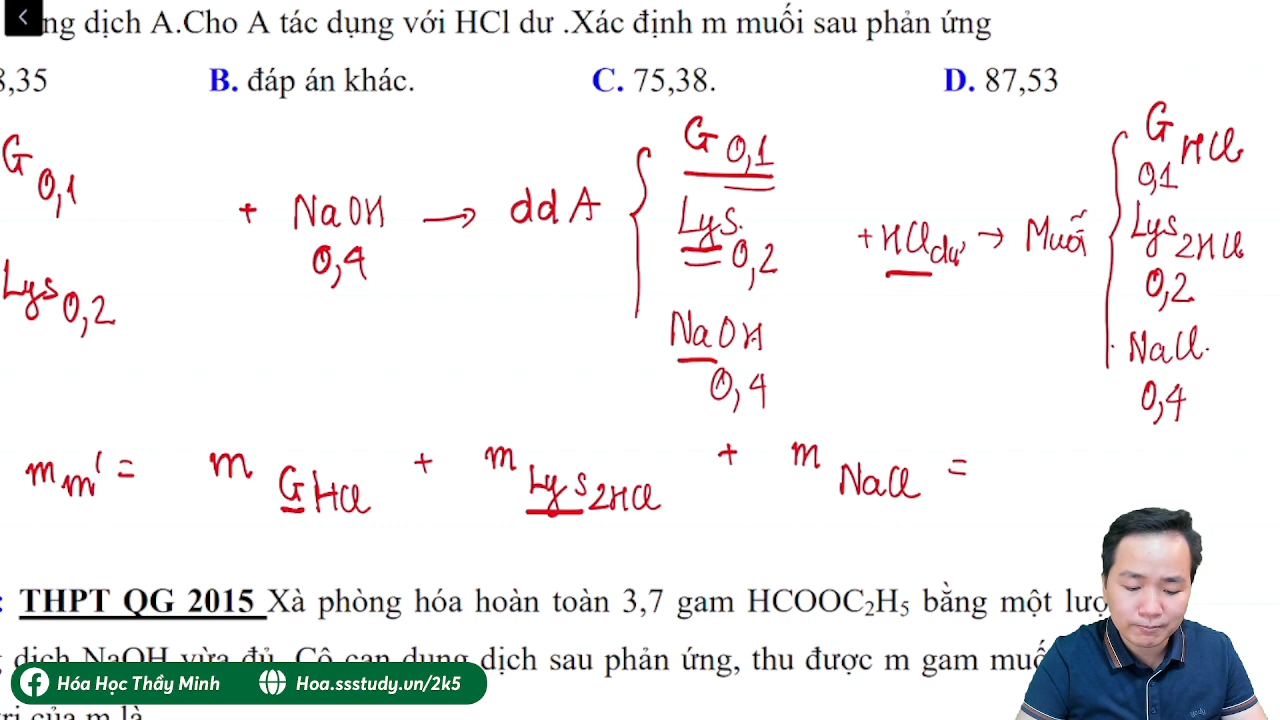 ng dịch A.Cho A tác dụng với HCl dư .Xác định m muối sau phản ứng
8,35 B. đáp án khác. C. 75,38. D. 87,53
G 0,1
Lys 0,2
+ NaOH 0,4 → dd A
G 0,1
Lys. 0,2
NaOH 0,4
+ HCl dư → Muối
G HCl 0,1
Lys 2HCl 0,2
NaCl. 0,4
m m' = m G HCl + m Lys 2HCl + m NaCl =
: THPT QG 2015 Xà phòng hóa hoàn toàn 3,7 gam HCOOC₂H₅ bằng một lượ
dịch NaOH vừa đủ. Cô cạn dung dịch sau phản ứng, thu được m gam muố
trị của m là
Hóa Học Thầy Minh Hoa.ssstudy.vn/2k5